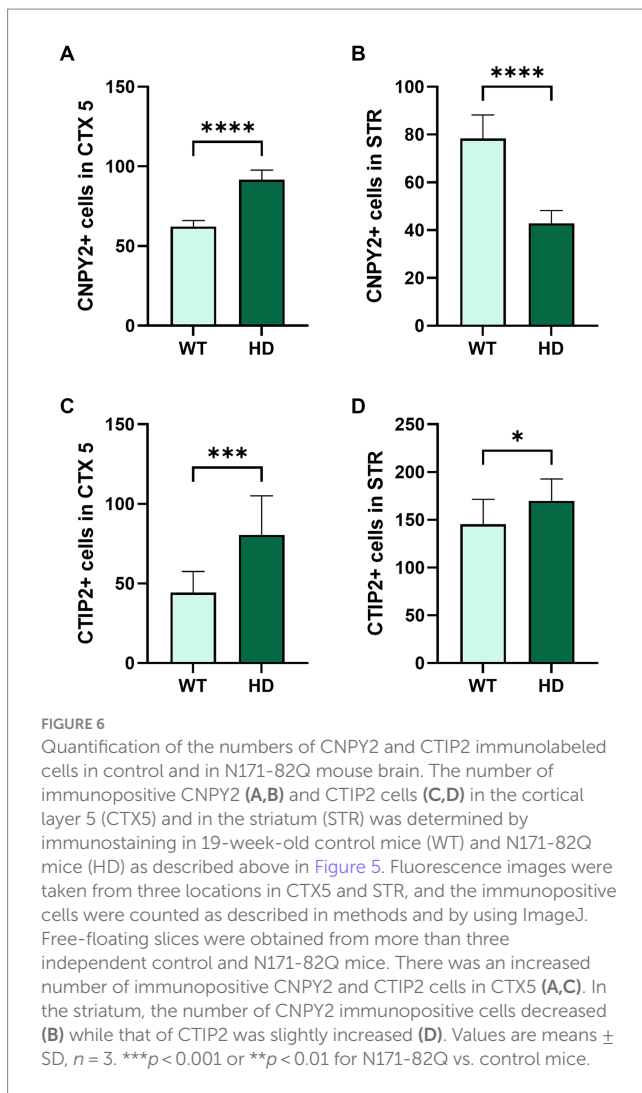 A
B
150
100
50
0
CNPY2+ cells in CTX 5
****
WT HD
100
80
60
40
20
0
CNPY2+ cells in STR
****
WT HD
C
D
150
100
50
0
CTIP2+ cells in CTX 5
***
WT HD
250
200
150
100
50
0
CTIP2+ cells in STR
*
WT HD
FIGURE 6
Quantification of the numbers of CNPY2 and CTIP2 immunolabeled
cells in control and in N171-82Q mouse brain. The number of
immunopositive CNPY2 (A,B) and CTIP2 cells (C,D) in the cortical
layer 5 (CTX5) and in the striatum (STR) was determined by
immunostaining in 19-week-old control mice (WT) and N171-82Q
mice (HD) as described above in Figure 5. Fluorescence images were
taken from three locations in CTX5 and STR, and the immunopositive
cells were counted as described in methods and by using ImageJ.
Free-floating slices were obtained from more than three
independent control and N171-82Q mice. There was an increased
number of immunopositive CNPY2 and CTIP2 cells in CTX5 (A,C). In
the striatum, the number of CNPY2 immunopositive cells decreased
(B) while that of CTIP2 was slightly increased (D). Values are means ±
SD, n = 3. ***p < 0.001 or **p < 0.01 for N171-82Q vs. control mice.